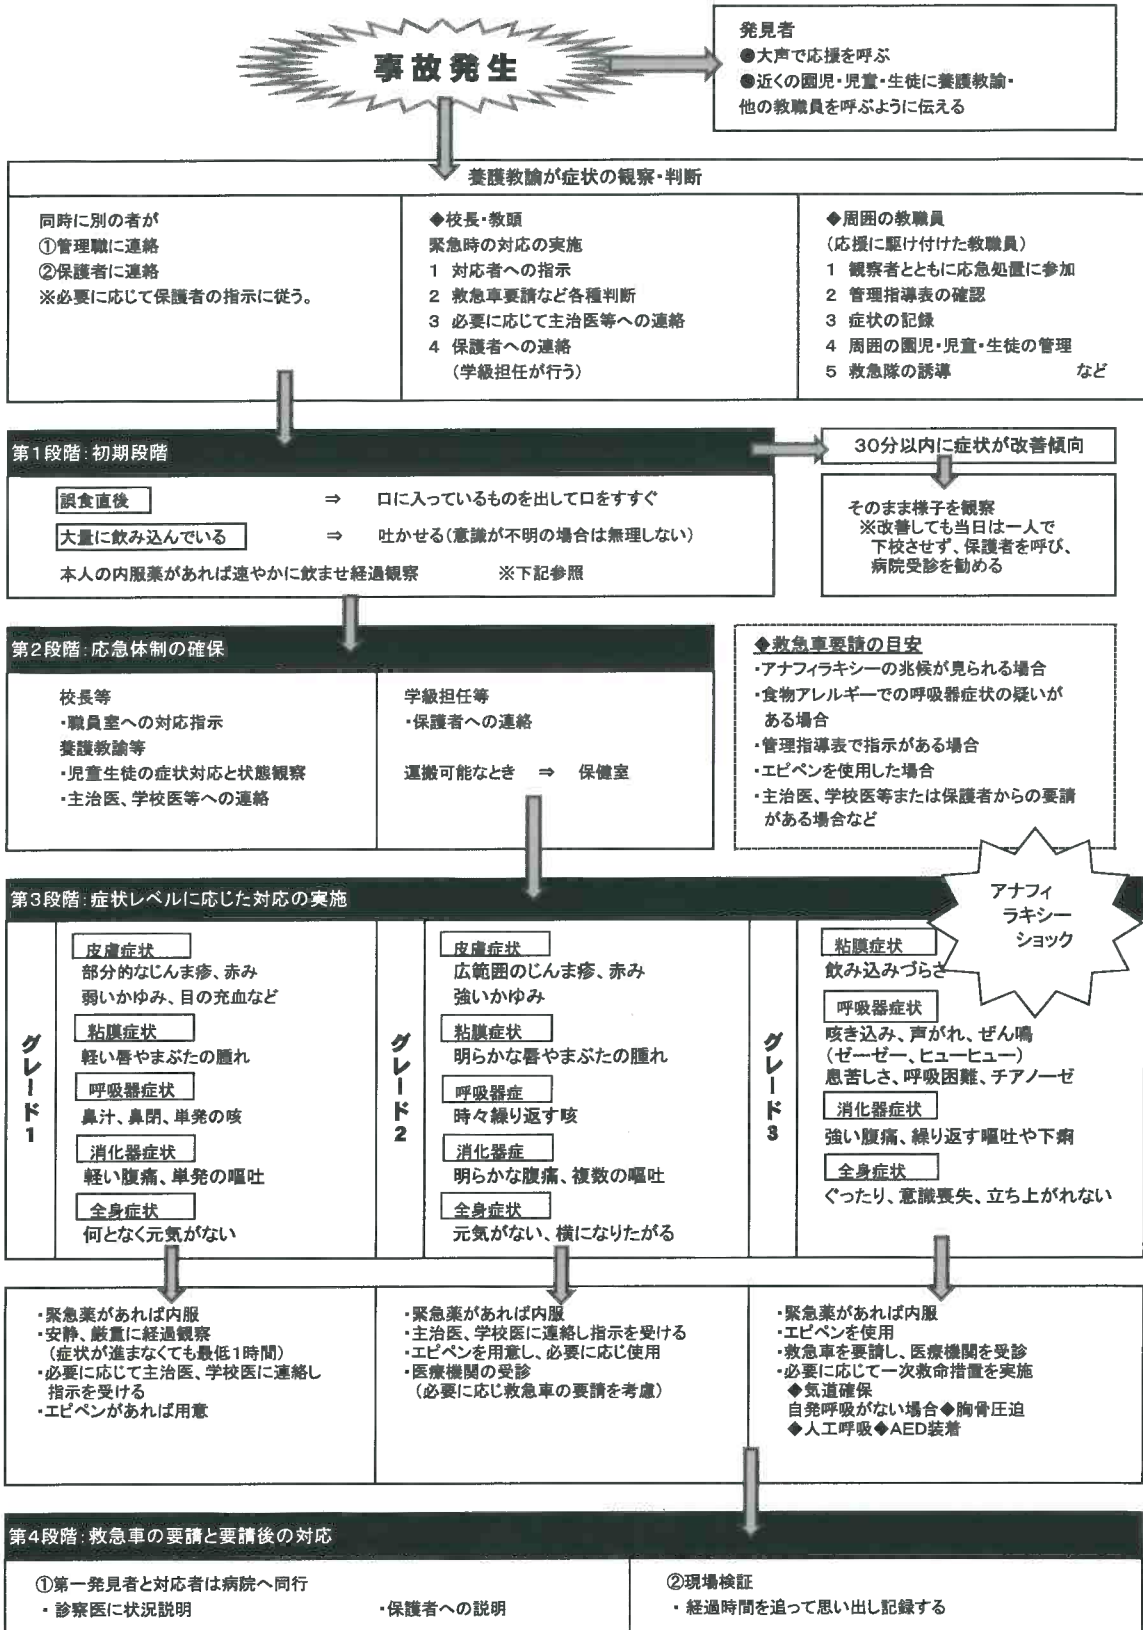 事故発生
発見者
●大声で応援を呼ぶ
●近くの園児・児童・生徒に養護教諭・
他の教職員を呼ぶように伝える
養護教諭が症状の観察・判断
同時に別の者が
①管理職に連絡
②保護者に連絡
※必要に応じて保護者の指示に従う。
◆校長・教頭
緊急時の対応の実施
1 対応者への指示
2 救急車要請など各種判断
3 必要に応じて主治医等への連絡
4 保護者への連絡
(学級担任が行う)
◆周囲の教職員
(応援に駆け付けた教職員)
1 観察者とともに応急処置に参加
2 管理指導表の確認
3 症状の記録
4 周囲の園児・児童・生徒の管理
5 救急隊の誘導 など
第1段階:初期段階
誤食直後 ⇒ 口に入っているものを出して口をすすぐ
大量に飲み込んでいる ⇒ 吐かせる(意識が不明の場合は無理しない)
本人の内服薬があれば速やかに飲ませ経過観察 ※下記参照
30分以内に症状が改善傾向
そのまま様子を観察
※改善しても当日は一人で
下校させず、保護者を呼び、
病院受診を勧める
第2段階:応急体制の確保
校長等
・職員室への対応指示
養護教諭等
・児童生徒の症状対応と状態観察
・主治医、学校医等への連絡
学級担任等
・保護者への連絡
運搬可能なとき ⇒ 保健室
◆救急車要請の目安
・アナフィラキシーの兆候が見られる場合
・食物アレルギーでの呼吸器症状の疑いが
ある場合
・管理指導表で指示がある場合
・エピペンを使用した場合
・主治医、学校医等または保護者からの要請
がある場合など
第3段階:症状レベルに応じた対応の実施
アナフィ
ラキシー
ショック
グレード1
皮膚症状
部分的なじんま疹、赤み
弱いかゆみ、目の充血など
粘膜症状
軽い唇やまぶたの腫れ
呼吸器症状
鼻汁、鼻閉、単発の咳
消化器症状
軽い腹痛、単発の嘔吐
全身症状
何となく元気がない
グレード2
皮膚症状
広範囲のじんま疹、赤み
強いかゆみ
粘膜症状
明らかな唇やまぶたの腫れ
呼吸器症
時々繰り返す咳
消化器症
明らかな腹痛、複数の嘔吐
全身症状
元気がない、横になりたがる
グレード3
粘膜症状
飲み込みづらさ
呼吸器症状
咳き込み、声がれ、ぜん鳴
(ゼーゼー、ヒューヒュー)
息苦しさ、呼吸困難、チアノーゼ
消化器症状
強い腹痛、繰り返す嘔吐や下痢
全身症状
ぐったり、意識喪失、立ち上がれない
・緊急薬があれば内服
・安静、厳重に経過観察
(症状が進まなくても最低1時間)
・必要に応じて主治医、学校医に連絡し
指示を受ける
・エピペンがあれば用意
・緊急薬があれば内服
・主治医、学校医に連絡し指示を受ける
・エピペンを用意し、必要に応じ使用
・医療機関の受診
(必要に応じ救急車の要請を考慮)
・緊急薬があれば内服
・エピペンを使用
・救急車を要請し、医療機関を受診
・必要に応じて一次救命措置を実施
◆気道確保
自発呼吸がない場合◆胸骨圧迫
◆人工呼吸◆AED装着
第4段階:救急車の要請と要請後の対応
①第一発見者と対応者は病院へ同行
・診察医に状況説明 ・保護者への説明
②現場検証
・経過時間を追って思い出し記録する